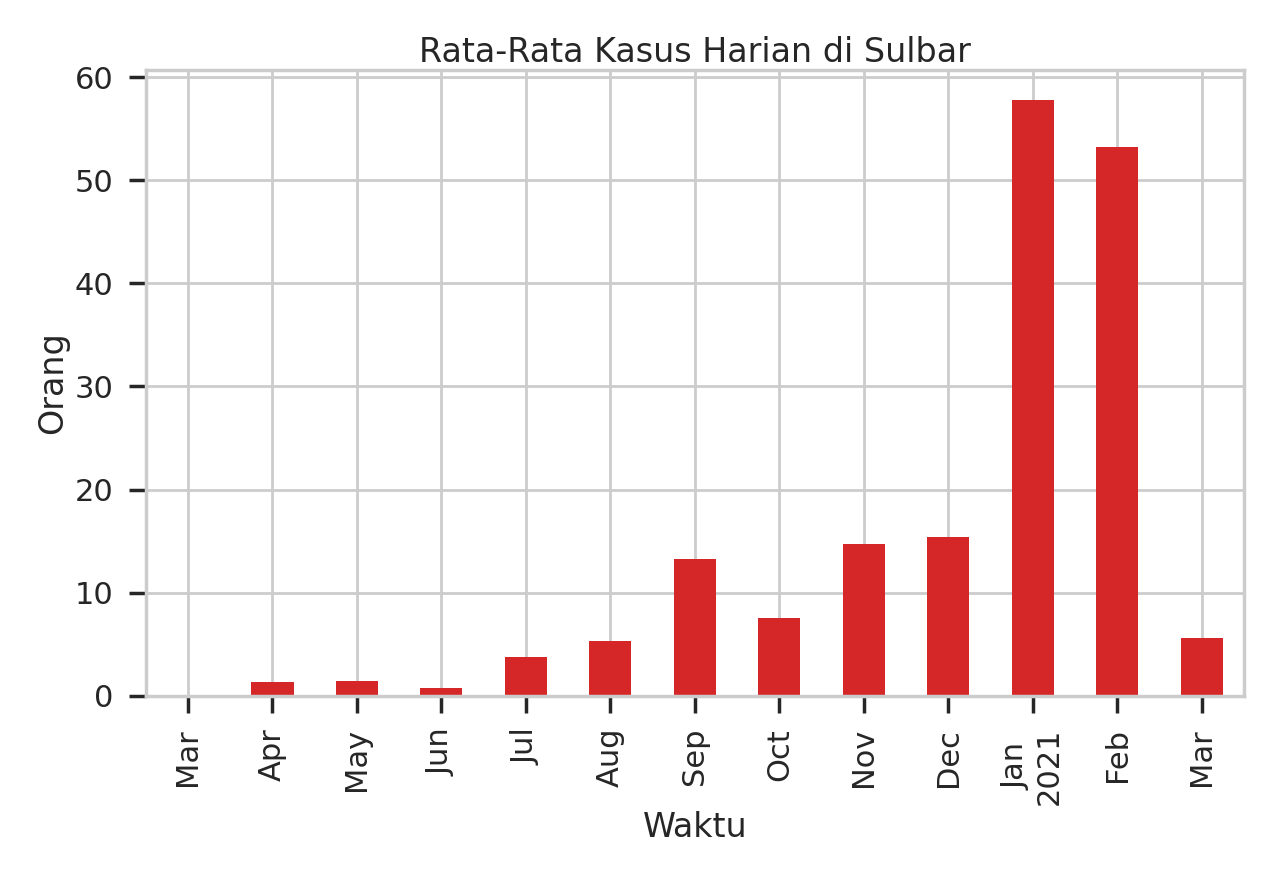 Rata-Rata Kasus Harian di Sulbar
60
50
40
30
20
10
0
Orang
Mar
Apr
May
Jun
Jul
Aug
Sep
Oct
Nov
Dec
Jan
2021
Feb
Mar
Waktu